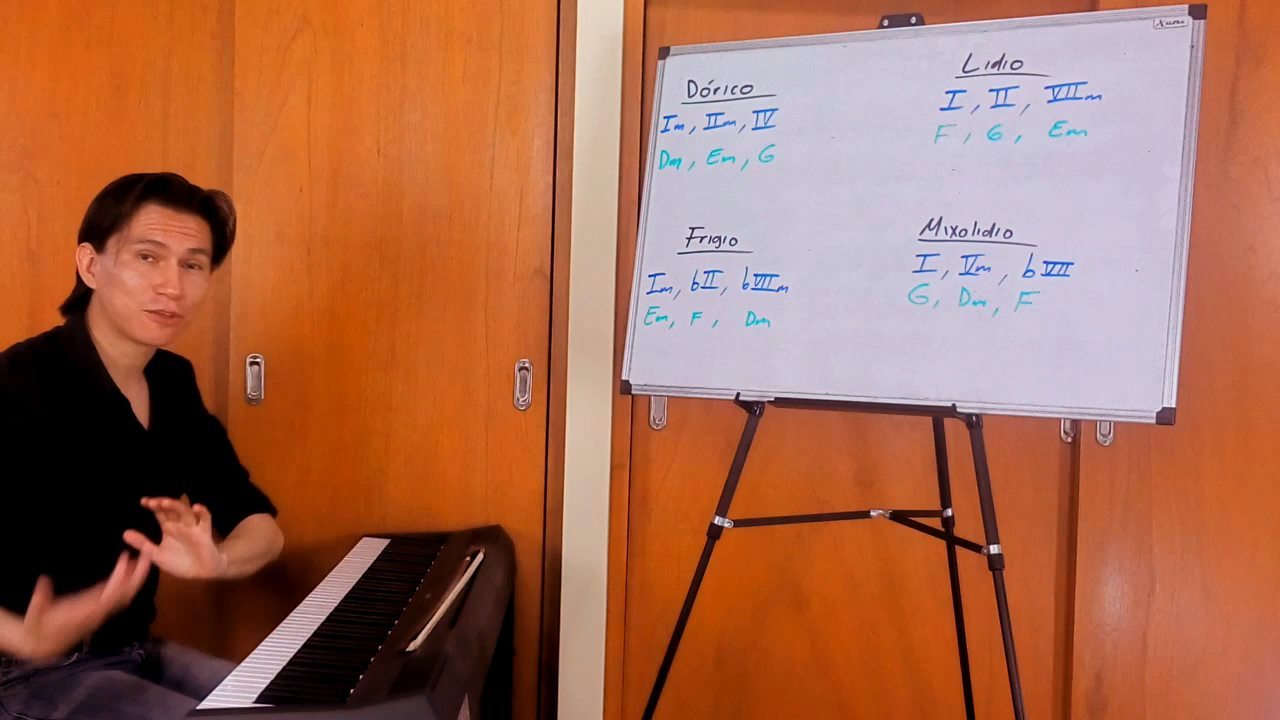 Dórico
Im, IIm, IV
Dm, Em, G
Lidio
I, II, VIIm
F, G, Em
Frigio
Im, bII, bVIIm
Em, F, Dm
Mixolidio
I, Vm, bVII
G, Dm, F
ALFRA